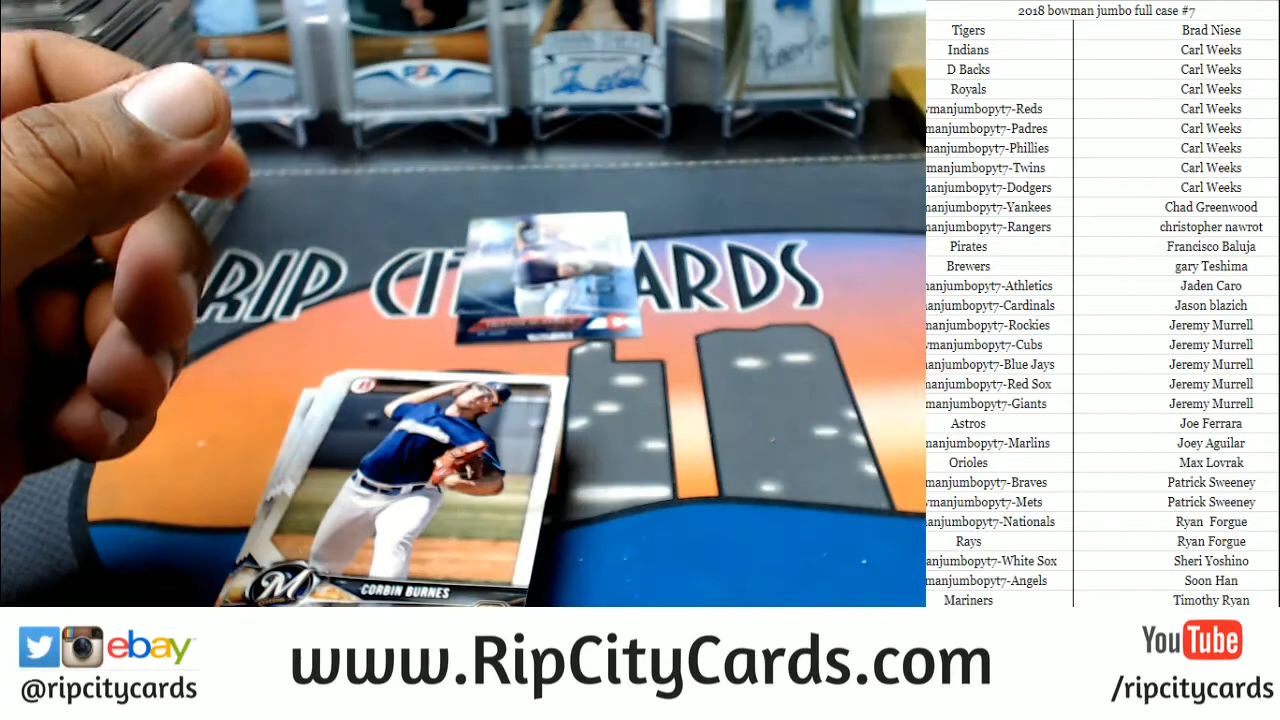 2018 bowman jumbo full case #7
Tigers Brad Niese
Indians Carl Weeks
D Backs Carl Weeks
Royals Carl Weeks
wmanjumbopyt7-Reds Carl Weeks
manjumbopyt7-Padres Carl Weeks
manjumbopyt7-Phillies Carl Weeks
manjumbopyt7-Twins Carl Weeks
manjumbopyt7-Dodgers Carl Weeks
manjumbopyt7-Yankees Chad Greenwood
manjumbopyt7-Rangers christopher nawrot
Pirates Francisco Baluja
Brewers gary Teshima
manjumbopyt7-Athletics Jaden Caro
manjumbopyt7-Cardinals Jason blazich
manjumbopyt7-Rockies Jeremy Murrell
manjumbopyt7-Cubs Jeremy Murrell
manjumbopyt7-Blue Jays Jeremy Murrell
manjumbopyt7-Red Sox Jeremy Murrell
manjumbopyt7-Giants Jeremy Murrell
Astros Joe Ferrara
manjumbopyt7-Marlins Joey Aguilar
Orioles Max Lovrak
manjumbopyt7-Braves Patrick Sweeney
wmanjumbopyt7-Mets Patrick Sweeney
anjumbopyt7-Nationals Ryan Forgue
Rays Ryan Forgue
anjumbopyt7-White Sox Sheri Yoshino
manjumbopyt7-Angels Soon Han
Mariners Timothy Ryan
RIP CIT ARDS
M
CORBIN BURNES
ebay
@ripcitycards
www.RipCityCards.com
YouTube
/ripcitycards